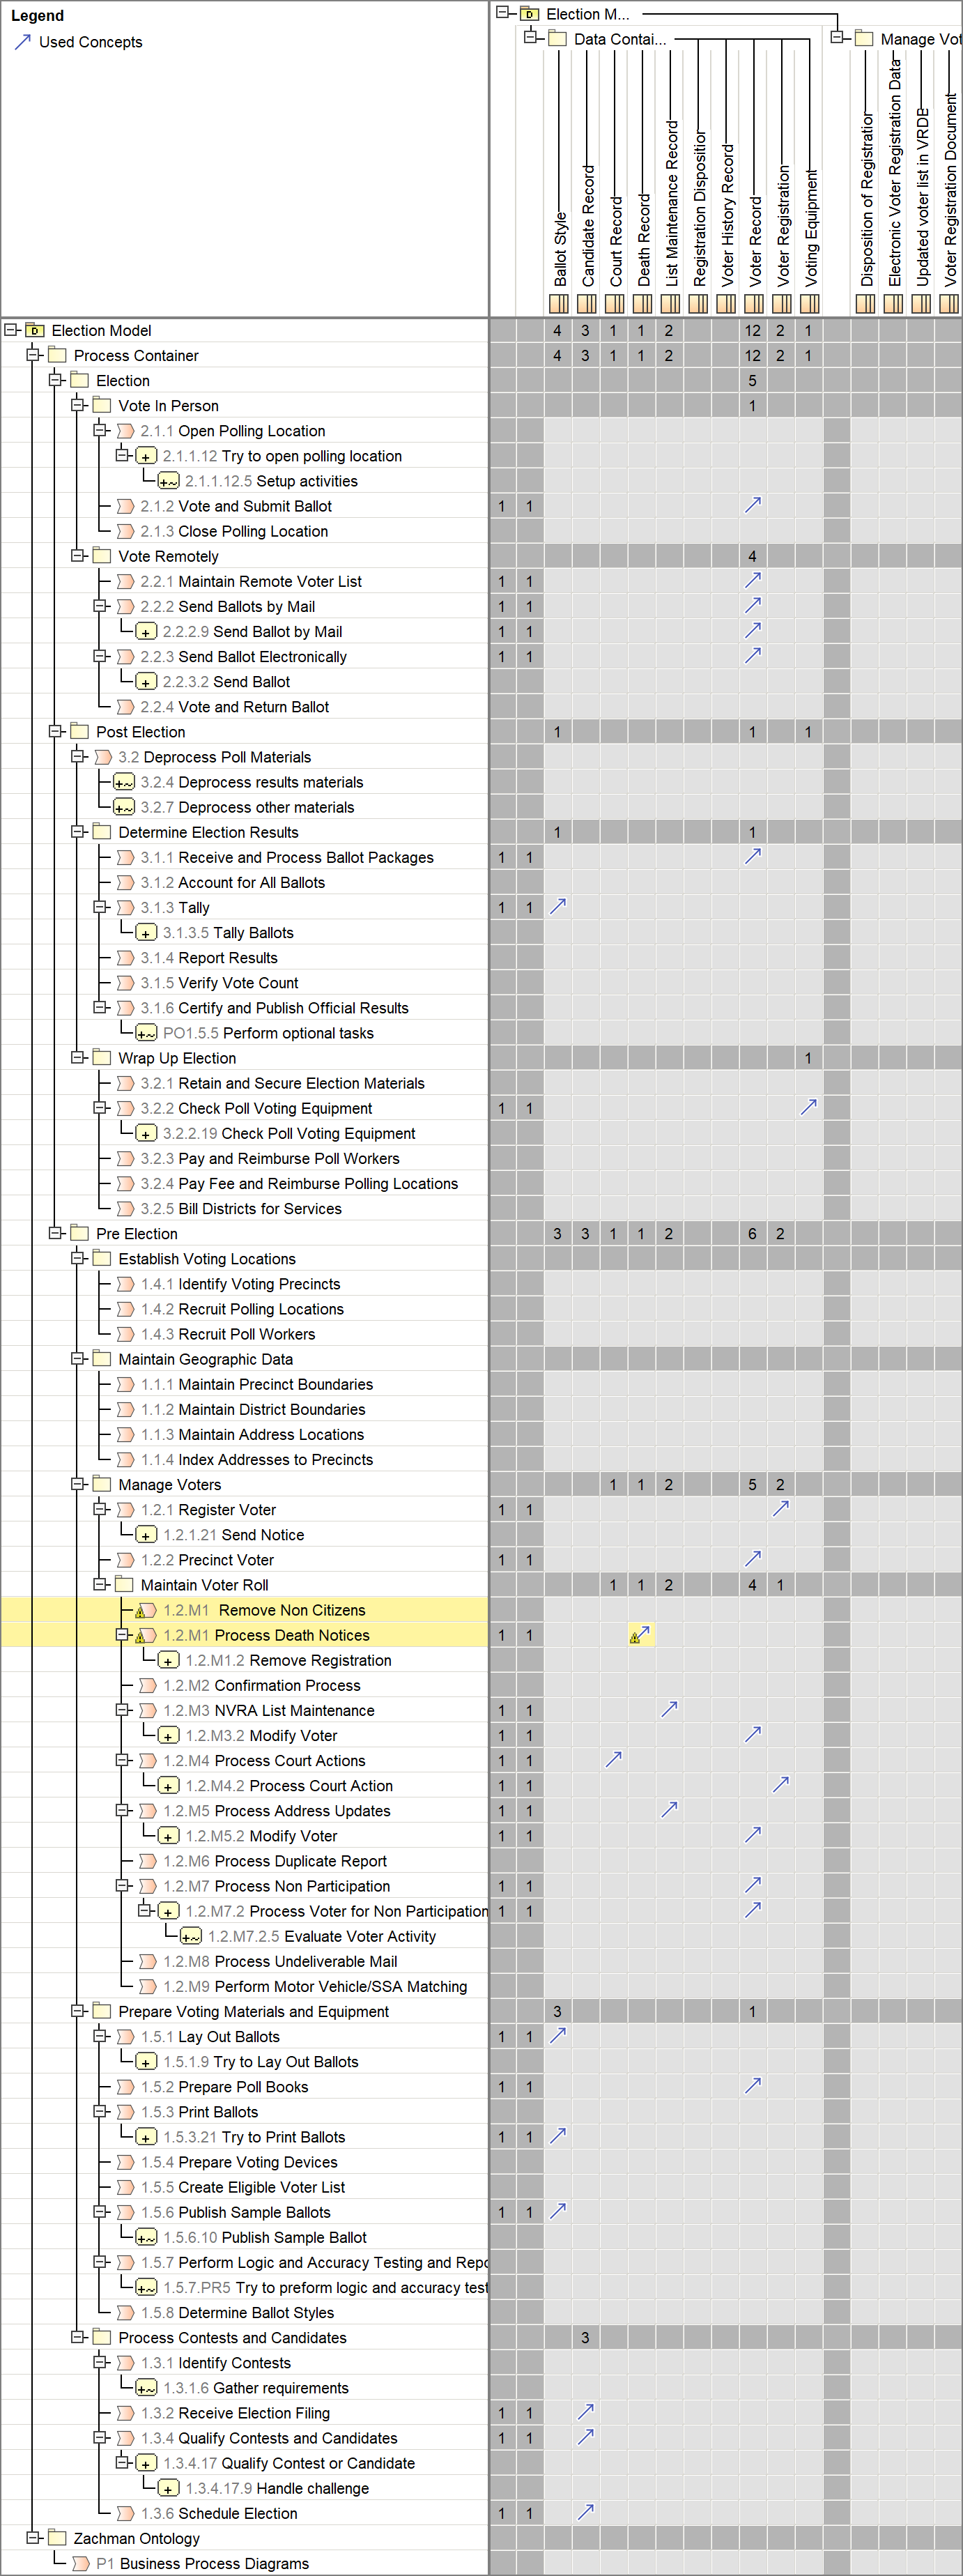 Legend
Used Concepts
Election M...
Data Contai...
Manage Vot
Ballot Style
Candidate Record
Court Record
Death Record
List Maintenance Record
Registration Disposition
Voter History Record
Voter Record
Voter Registration
Voting Equipment
Disposition of Registration
Electronic Voter Registration Data
Updated voter list in VRDB
Voter Registration Document
Election Model 4 3 1 1 2 12 2 1
Process Container 4 3 1 1 2 12 2 1
Election 5
Vote In Person 1
2.1.1 Open Polling Location
2.1.1.12 Try to open polling location
2.1.1.12.5 Setup activities
2.1.2 Vote and Submit Ballot 1 1
2.1.3 Close Polling Location
Vote Remotely 4
2.2.1 Maintain Remote Voter List 1 1
2.2.2 Send Ballots by Mail 1 1
2.2.2.9 Send Ballot by Mail 1 1
2.2.3 Send Ballot Electronically 1 1
2.2.3.2 Send Ballot
2.2.4 Vote and Return Ballot
Post Election 1 1 1
3.2 Deprocess Poll Materials
3.2.4 Deprocess results materials
3.2.7 Deprocess other materials
Determine Election Results 1 1
3.1.1 Receive and Process Ballot Packages 1 1
3.1.2 Account for All Ballots
3.1.3 Tally 1 1
3.1.3.5 Tally Ballots
3.1.4 Report Results
3.1.5 Verify Vote Count
3.1.6 Certify and Publish Official Results
PO1.5.5 Perform optional tasks
Wrap Up Election 1
3.2.1 Retain and Secure Election Materials
3.2.2 Check Poll Voting Equipment 1 1
3.2.2.19 Check Poll Voting Equipment
3.2.3 Pay and Reimburse Poll Workers
3.2.4 Pay Fee and Reimburse Polling Locations
3.2.5 Bill Districts for Services
Pre Election 3 3 1 1 2 6 2
Establish Voting Locations
1.4.1 Identify Voting Precincts
1.4.2 Recruit Polling Locations
1.4.3 Recruit Poll Workers
Maintain Geographic Data
1.1.1 Maintain Precinct Boundaries
1.1.2 Maintain District Boundaries
1.1.3 Maintain Address Locations
1.1.4 Index Addresses to Precincts
Manage Voters 1 1 2 5 2
1.2.1 Register Voter 1 1
1.2.1.21 Send Notice
1.2.2 Precinct Voter 1 1
Maintain Voter Roll 1 1 2 4 1
1.2.M1 Remove Non Citizens
1.2.M1 Process Death Notices 1 1
1.2.M1.2 Remove Registration
1.2.M2 Confirmation Process
1.2.M3 NVRA List Maintenance 1 1
1.2.M3.2 Modify Voter 1 1
1.2.M4 Process Court Actions 1 1
1.2.M4.2 Process Court Action 1 1
1.2.M5 Process Address Updates 1 1
1.2.M5.2 Modify Voter 1 1
1.2.M6 Process Duplicate Report
1.2.M7 Process Non Participation 1 1
1.2.M7.2 Process Voter for Non Participation 1 1
1.2.M7.2.5 Evaluate Voter Activity
1.2.M8 Process Undeliverable Mail
1.2.M9 Perform Motor Vehicle/SSA Matching
Prepare Voting Materials and Equipment 3 1
1.5.1 Lay Out Ballots 1 1
1.5.1.9 Try to Lay Out Ballots
1.5.2 Prepare Poll Books 1 1
1.5.3 Print Ballots
1.5.3.21 Try to Print Ballots 1 1
1.5.4 Prepare Voting Devices
1.5.5 Create Eligible Voter List
1.5.6 Publish Sample Ballots 1 1
1.5.6.10 Publish Sample Ballot
1.5.7 Perform Logic and Accuracy Testing and Repo
1.5.7.PR5 Try to preform logic and accuracy test
1.5.8 Determine Ballot Styles
Process Contests and Candidates 3
1.3.1 Identify Contests
1.3.1.6 Gather requirements
1.3.2 Receive Election Filing 1 1
1.3.4 Qualify Contests and Candidates 1 1
1.3.4.17 Qualify Contest or Candidate
1.3.4.17.9 Handle challenge
1.3.6 Schedule Election 1 1
Zachman Ontology
P1 Business Process Diagrams